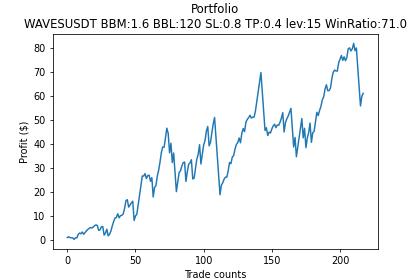 Portfolio
WAVESUSDT BBM:1.6 BBL:120 SL:0.8 TP:0.4 lev:15 WinRatio:71.0
Profit ($)
80
70
60
50
40
30
20
10
0
0 50 100 150 200
Trade counts